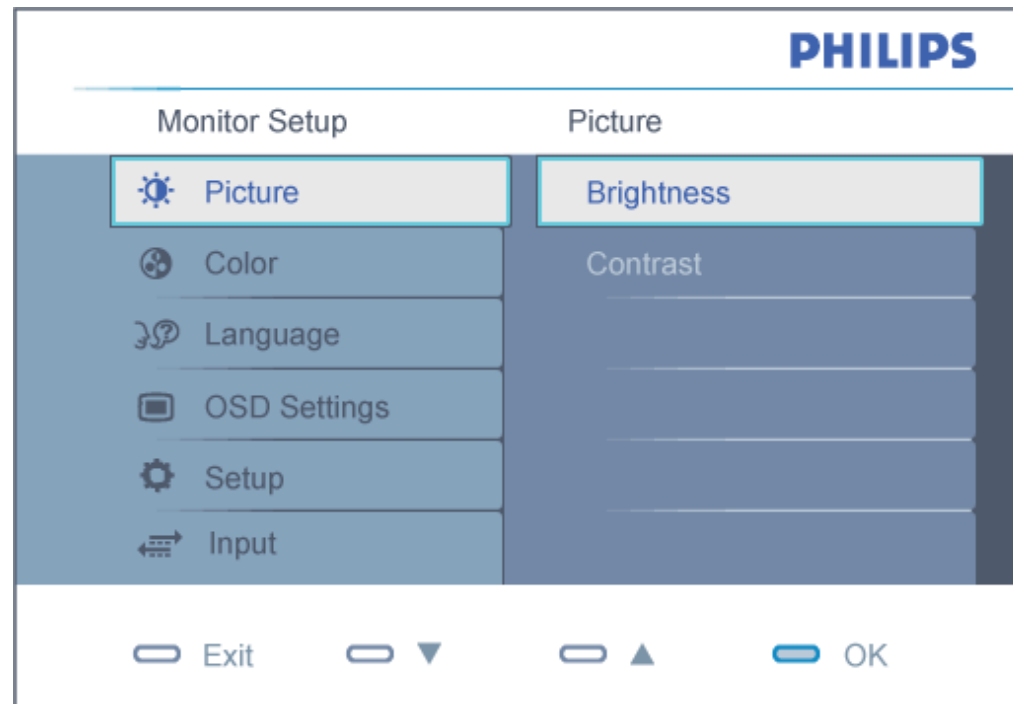 PHILIPS
Monitor Setup Picture
Picture Brightness
Color Contrast
Language
OSD Settings
Setup
Input
Exit ▼ ▲ OK